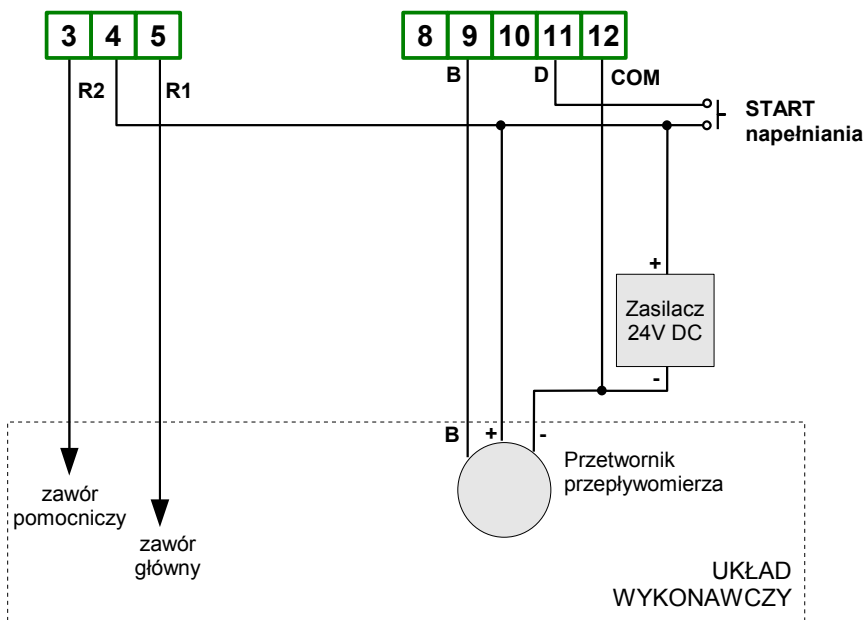 3 4 5
8 9 10 11 12
R2
R1
B
D
COM
START
napełniania
+
Zasilacz
24V DC
-
B
+
-
Przetwornik
przepływomierza
zawór
pomocniczy
zawór
główny
UKŁAD
WYKONAWCZY